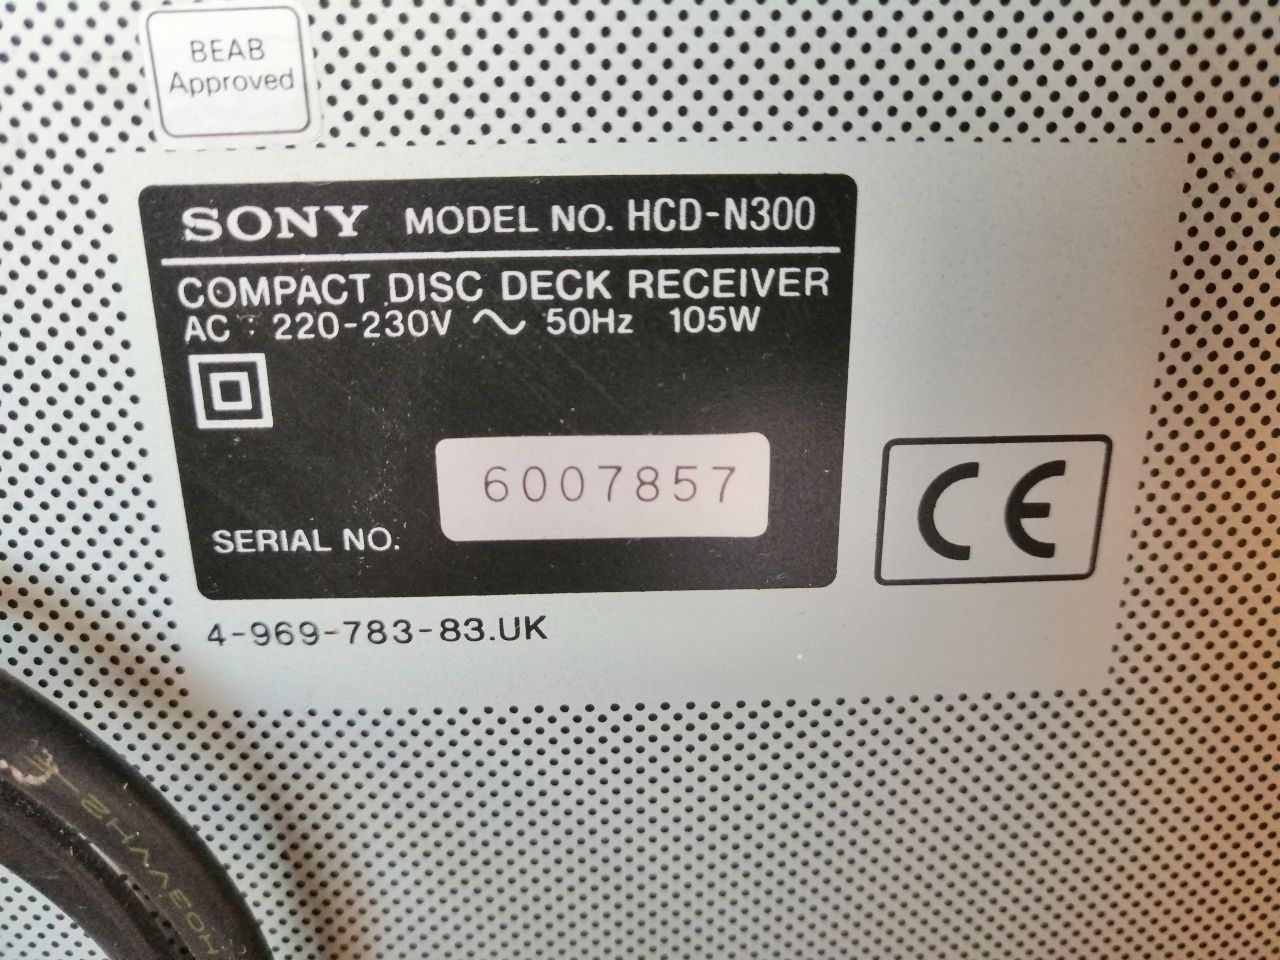 BEAB
Approved
SONY MODEL NO. HCD-N300
COMPACT DISC DECK RECEIVER
AC : 220-230V ∼ 50Hz 105W
6007857
SERIAL NO.
CE
4-969-783-83.UK
H03VVH2-F